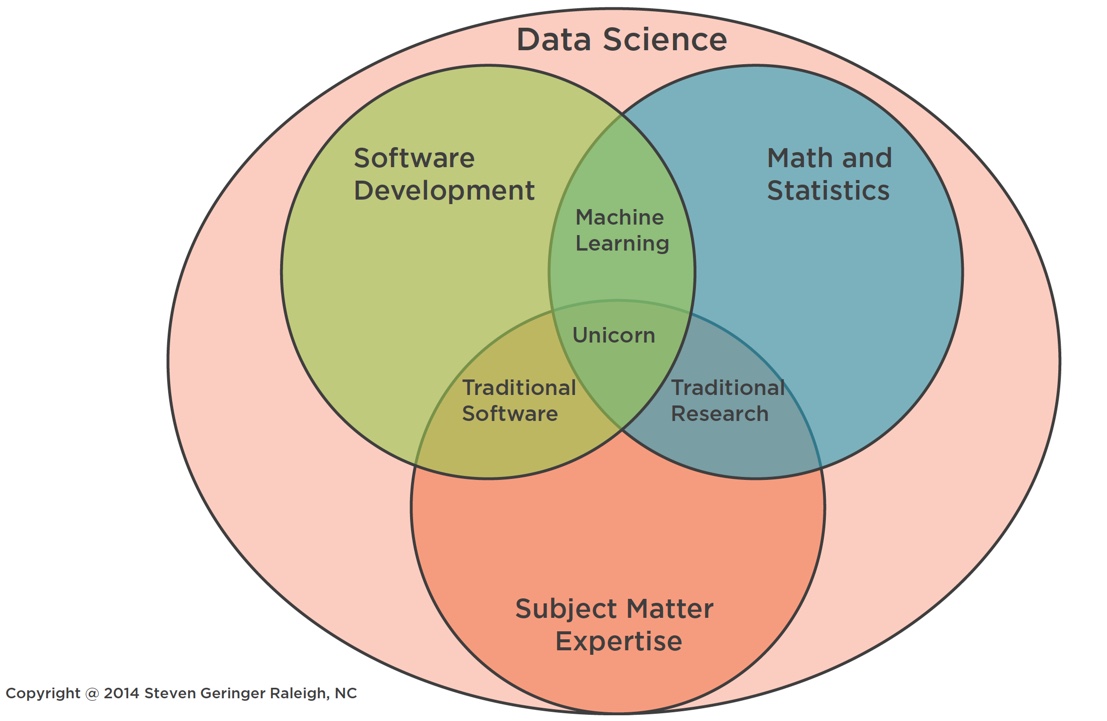 Data Science
Software
Development
Math and
Statistics
Machine
Learning
Unicorn
Traditional
Software
Traditional
Research
Subject Matter
Expertise
Copyright @ 2014 Steven Geringer Raleigh, NC